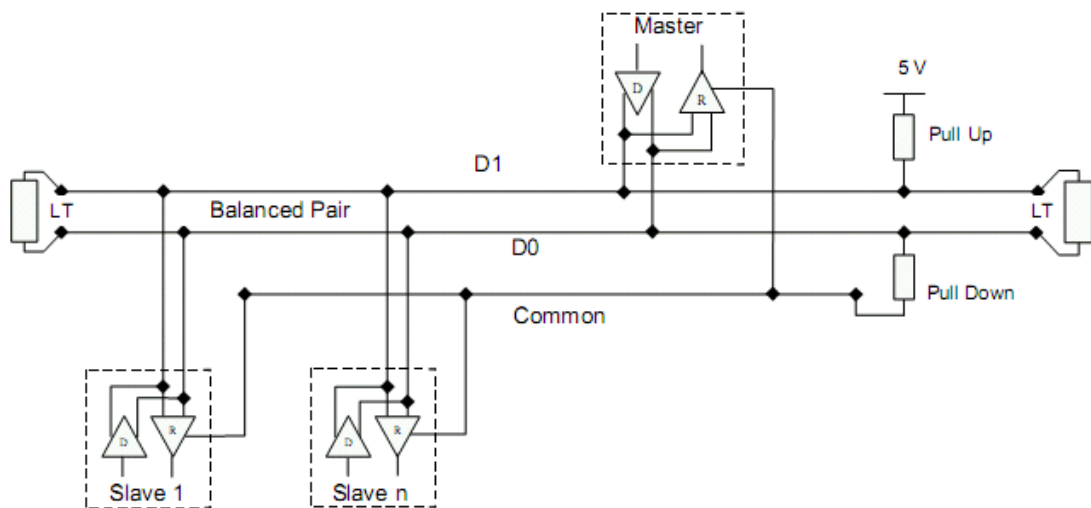 Master
D
R
5 V
Pull Up
D1
LT
Balanced Pair
LT
D0
Pull Down
Common
D
R
D
R
Slave 1
Slave n